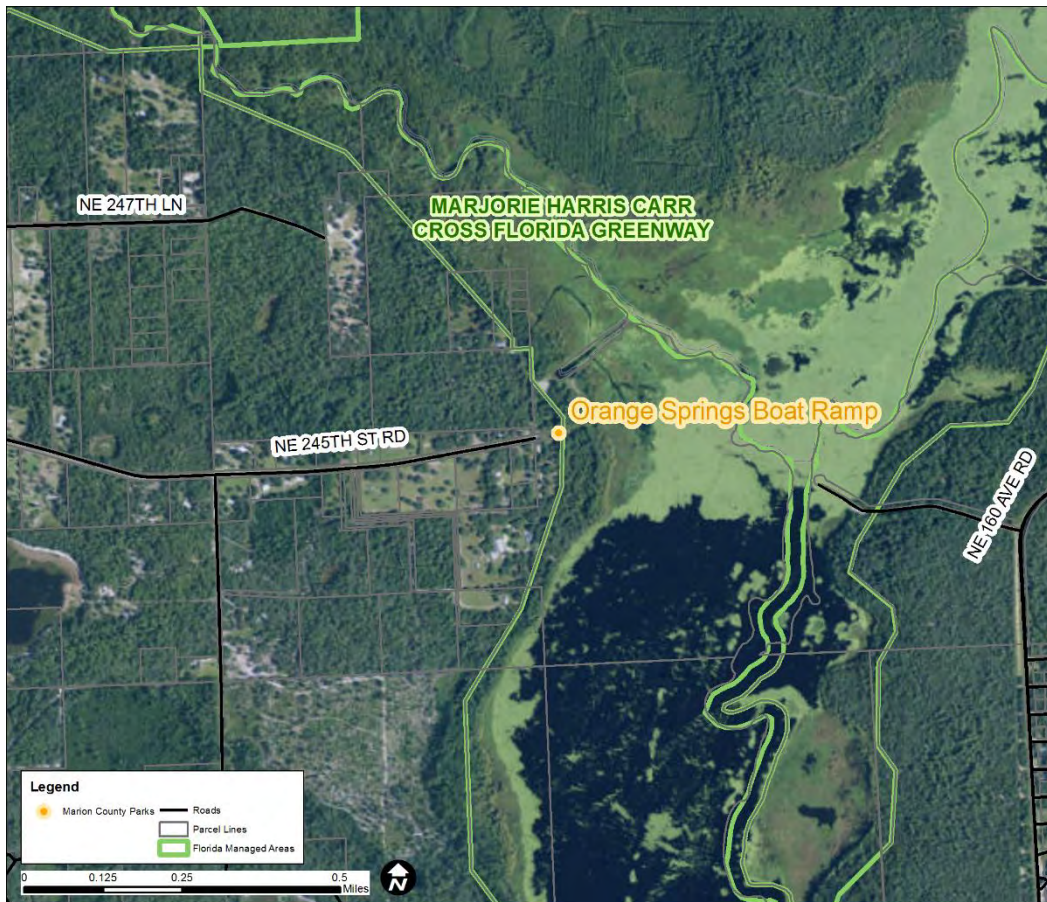 NE 247TH LN
MARJORIE HARRIS CARR
CROSS FLORIDA GREENWAY
Orange Springs Boat Ramp
NE 245TH ST RD
NE 160 AVE RD
Legend
Marion County Parks
Roads
Parcel Lines
Florida Managed Areas
0 0.125 0.25 0.5
Miles
N